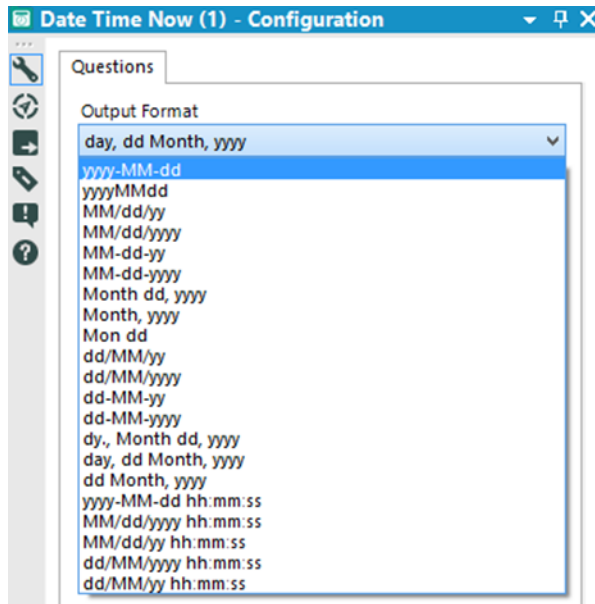 Date Time Now (1) - Configuration
Questions
Output Format
day, dd Month, yyyy
yyyy-MM-dd
yyyyMMdd
MM/dd/yy
MM/dd/yyyy
MM-dd-yy
MM-dd-yyyy
Month dd, yyyy
Month, yyyy
Mon dd
dd/MM/yy
dd/MM/yyyy
dd-MM-yy
dd-MM-yyyy
dy., Month dd, yyyy
day, dd Month, yyyy
dd Month, yyyy
yyyy-MM-dd hh:mm:ss
MM/dd/yyyy hh:mm:ss
MM/dd/yy hh:mm:ss
dd/MM/yyyy hh:mm:ss
dd/MM/yy hh:mm:ss